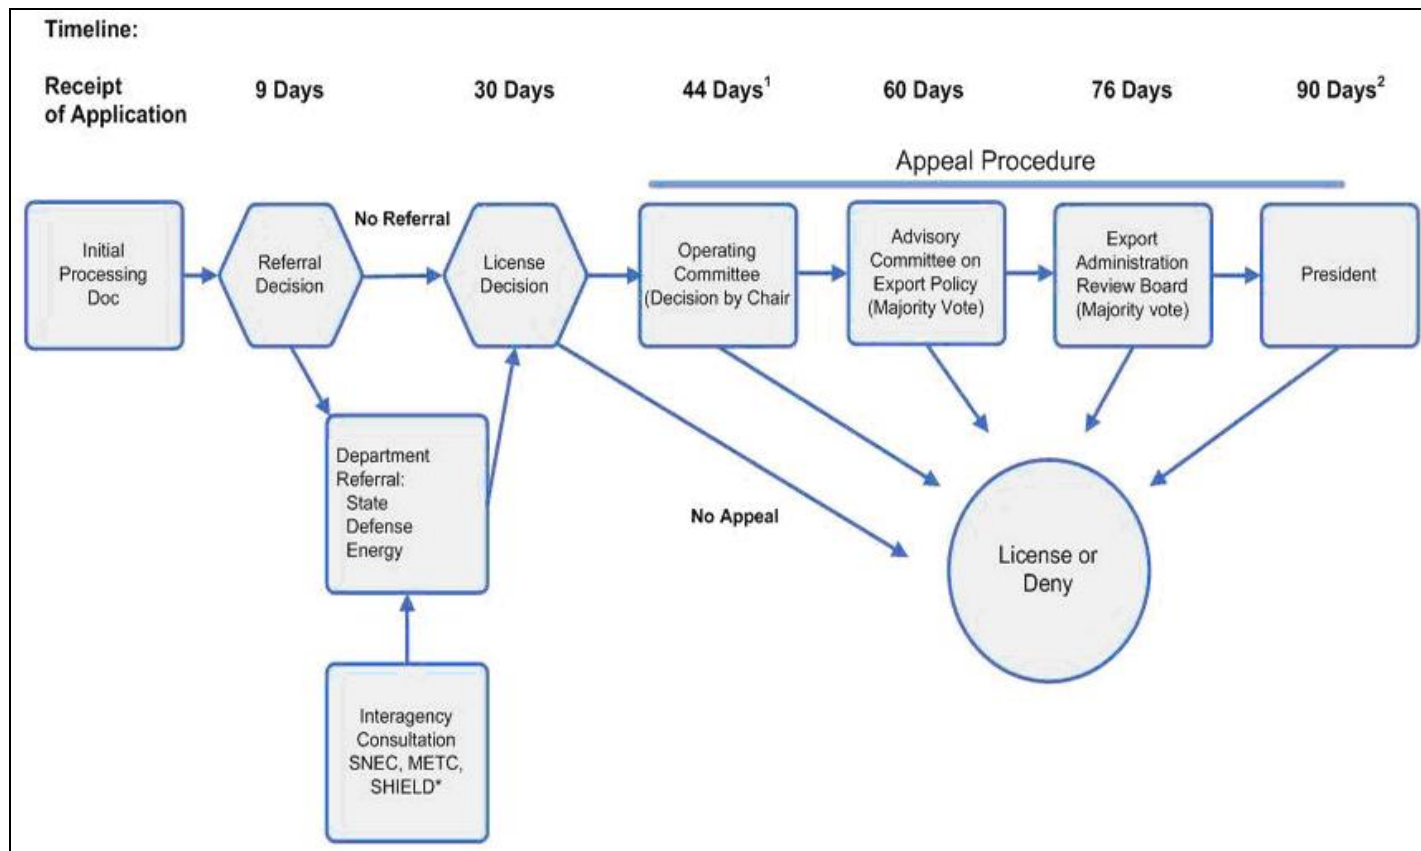 Timeline:
Receipt
of Application
9 Days
30 Days
44 Days¹
60 Days
76 Days
90 Days²
Appeal Procedure
Initial
Processing
Doc
Referral
Decision
No Referral
License
Decision
Operating
Committee
(Decision by Chair
Advisory
Committee on
Export Policy
(Majority Vote)
Export
Administration
Review Board
(Majority vote)
President
Department
Referral:
State
Defense
Energy
No Appeal
License or
Deny
Interagency
Consultation
SNEC, METC,
SHIELD*